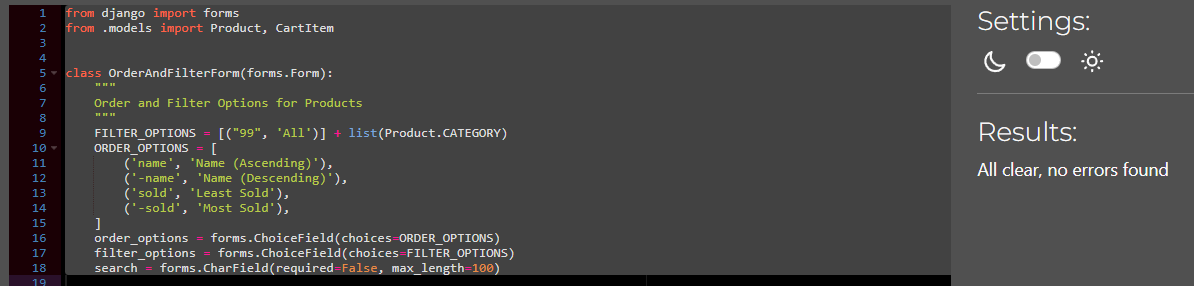 1 from django import forms
2 from .models import Product, CartItem
3
4
5 class OrderAndFilterForm(forms.Form):
6     """
7     Order and Filter Options for Products
8     """
9     FILTER_OPTIONS = [("99", 'All')] + list(Product.CATEGORY)
10     ORDER_OPTIONS = [
11         ('name', 'Name (Ascending)'),
12         ('-name', 'Name (Descending)'),
13         ('sold', 'Least Sold'),
14         ('-sold', 'Most Sold'),
15     ]
16     order_options = forms.ChoiceField(choices=ORDER_OPTIONS)
17     filter_options = forms.ChoiceField(choices=FILTER_OPTIONS)
18     search = forms.CharField(required=False, max_length=100)
19
Settings:
Results:
All clear, no errors found